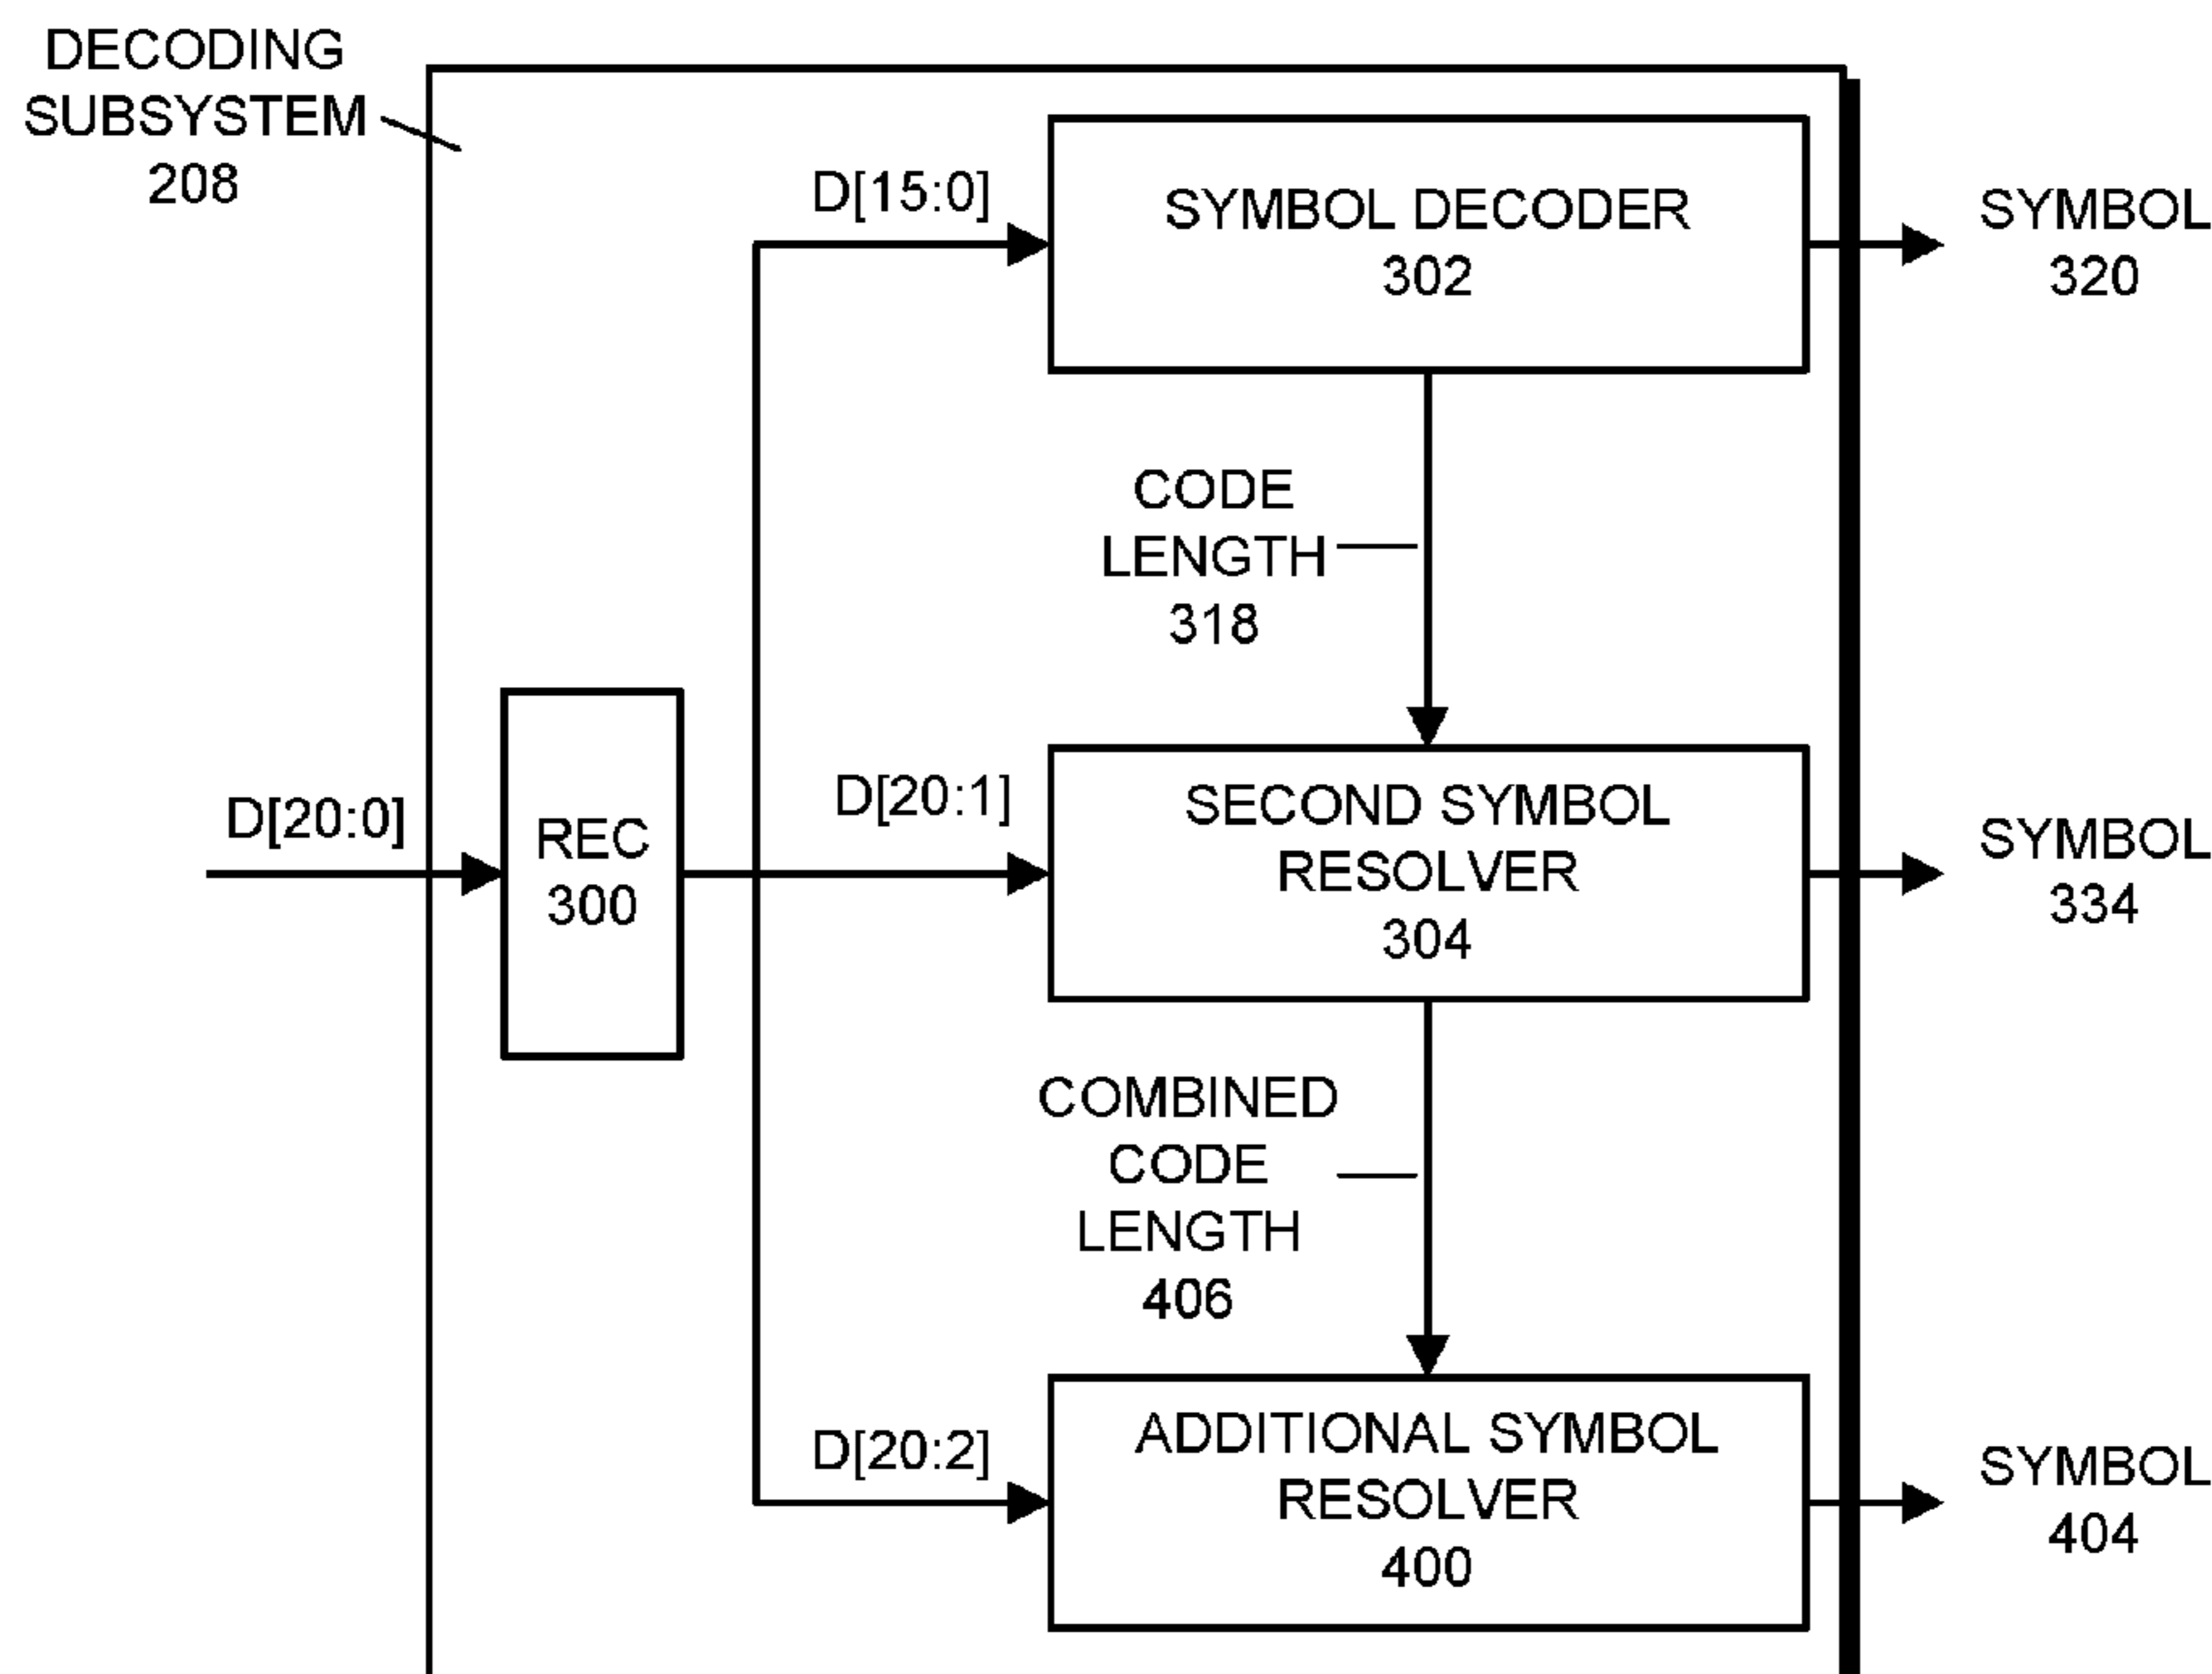 DECODING
SUBSYSTEM
208
D[15:0]
SYMBOL DECODER
302
SYMBOL
320
CODE
LENGTH
318
D[20:0]
REC
300
D[20:1]
SECOND SYMBOL
RESOLVER
304
SYMBOL
334
COMBINED
CODE
LENGTH
406
D[20:2]
ADDITIONAL SYMBOL
RESOLVER
400
SYMBOL
404